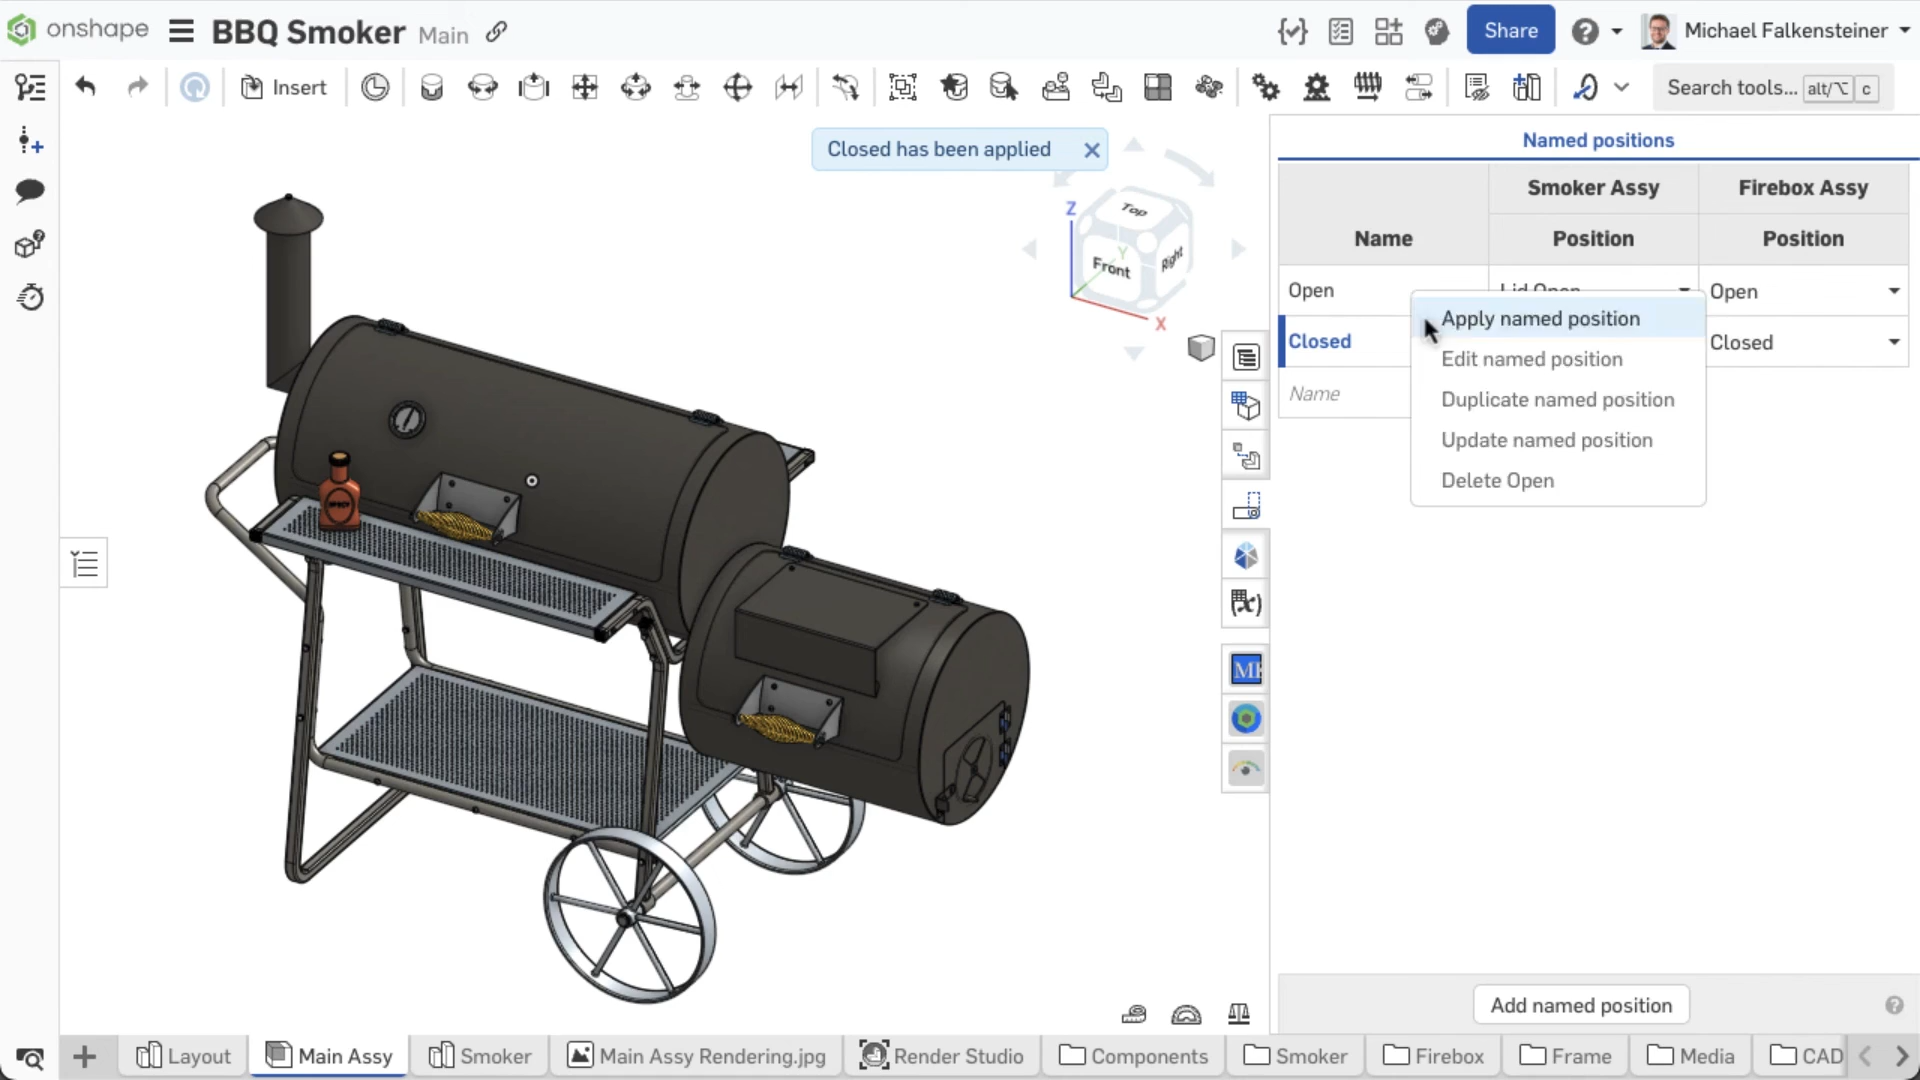 onshape
BBQ Smoker Main
Share
Michael Falkensteiner
Insert
Search tools... alt/⌥ c
Closed has been applied
Named positions
Smoker Assy Firebox Assy
Name Position Position
Open Lid Open Open
Closed Closed
Name
Apply named position
Edit named position
Duplicate named position
Update named position
Delete Open
Top
Front
Right
Z
Y
X
Add named position
Layout
Main Assy
Smoker
Main Assy Rendering.jpg
Render Studio
Components
Smoker
Firebox
Frame
Media
CAD